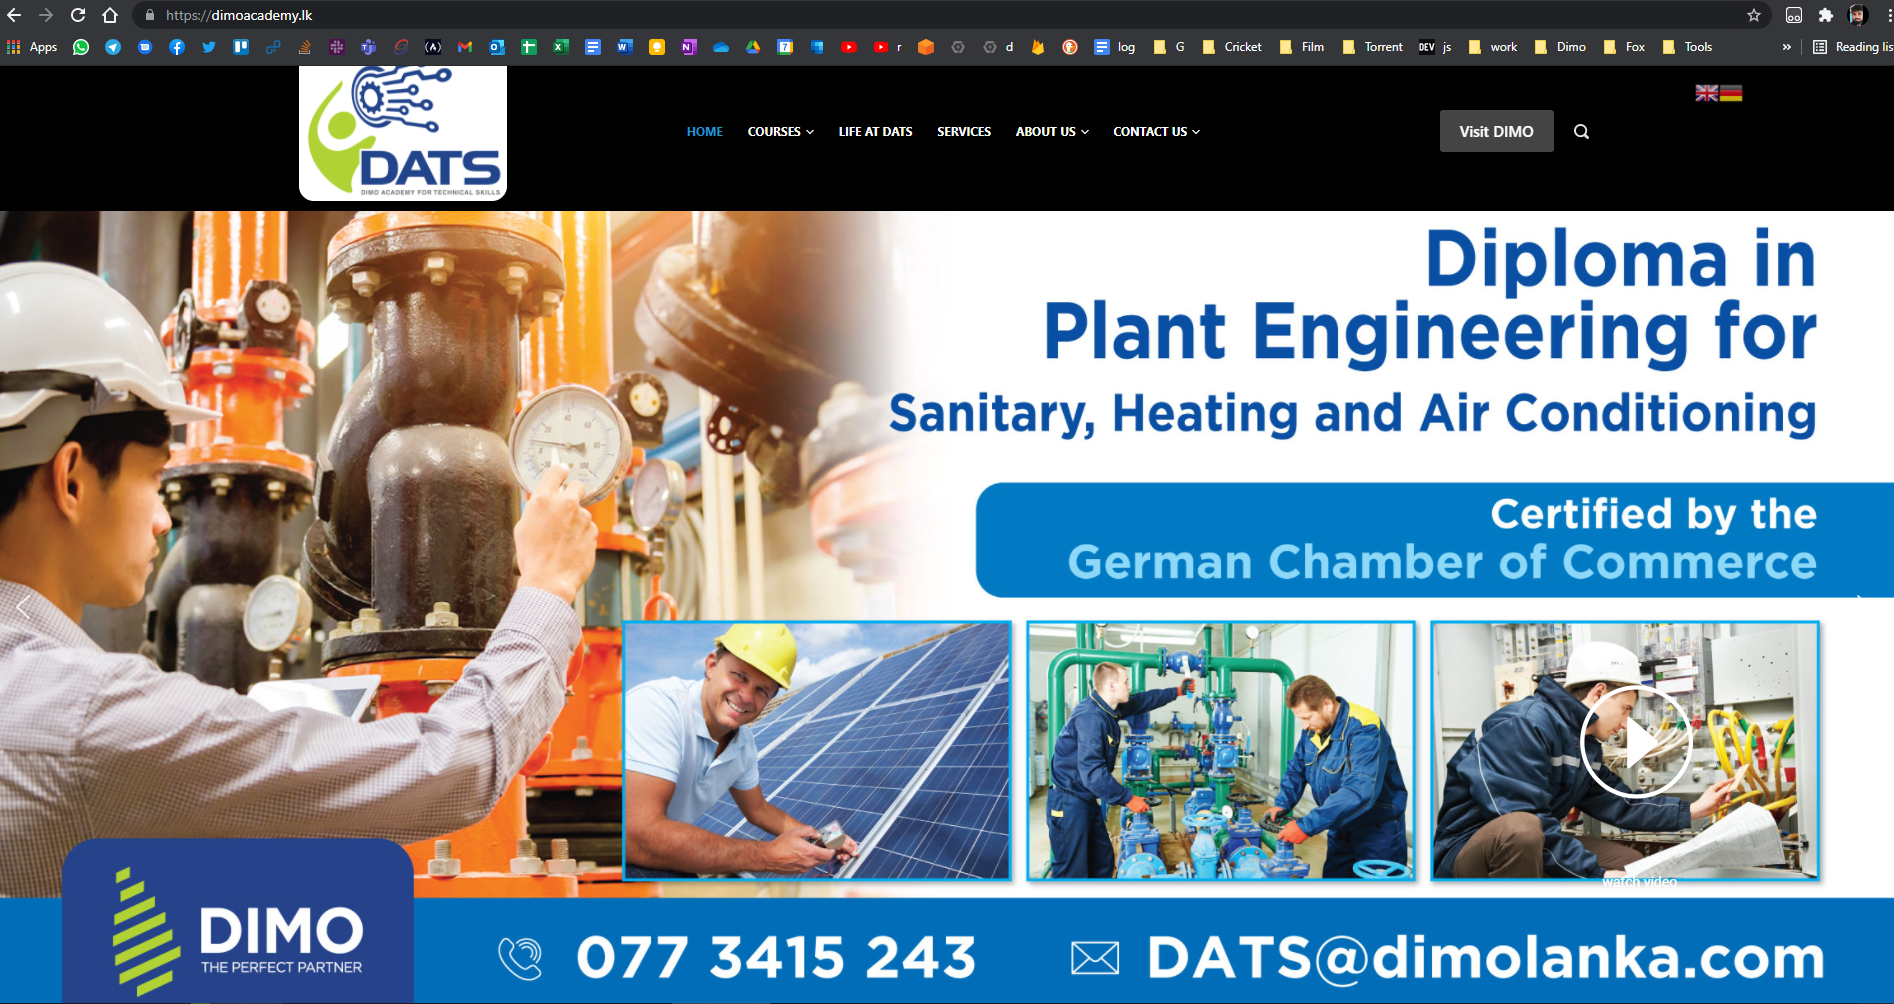 https://dimoacademy.lk
Apps
r
d
log
G
Cricket
Film
Torrent
DEV
js
work
Dimo
Fox
Tools
»
Reading lis
DATS
DIMO ACADEMY FOR TECHNICAL SKILLS
HOME
COURSES
LIFE AT DATS
SERVICES
ABOUT US
CONTACT US
Visit DIMO
Diploma in
Plant Engineering for
Sanitary, Heating and Air Conditioning
Certified by the
German Chamber of Commerce
watch video
DIMO
THE PERFECT PARTNER
077 3415 243
DATS@dimolanka.com